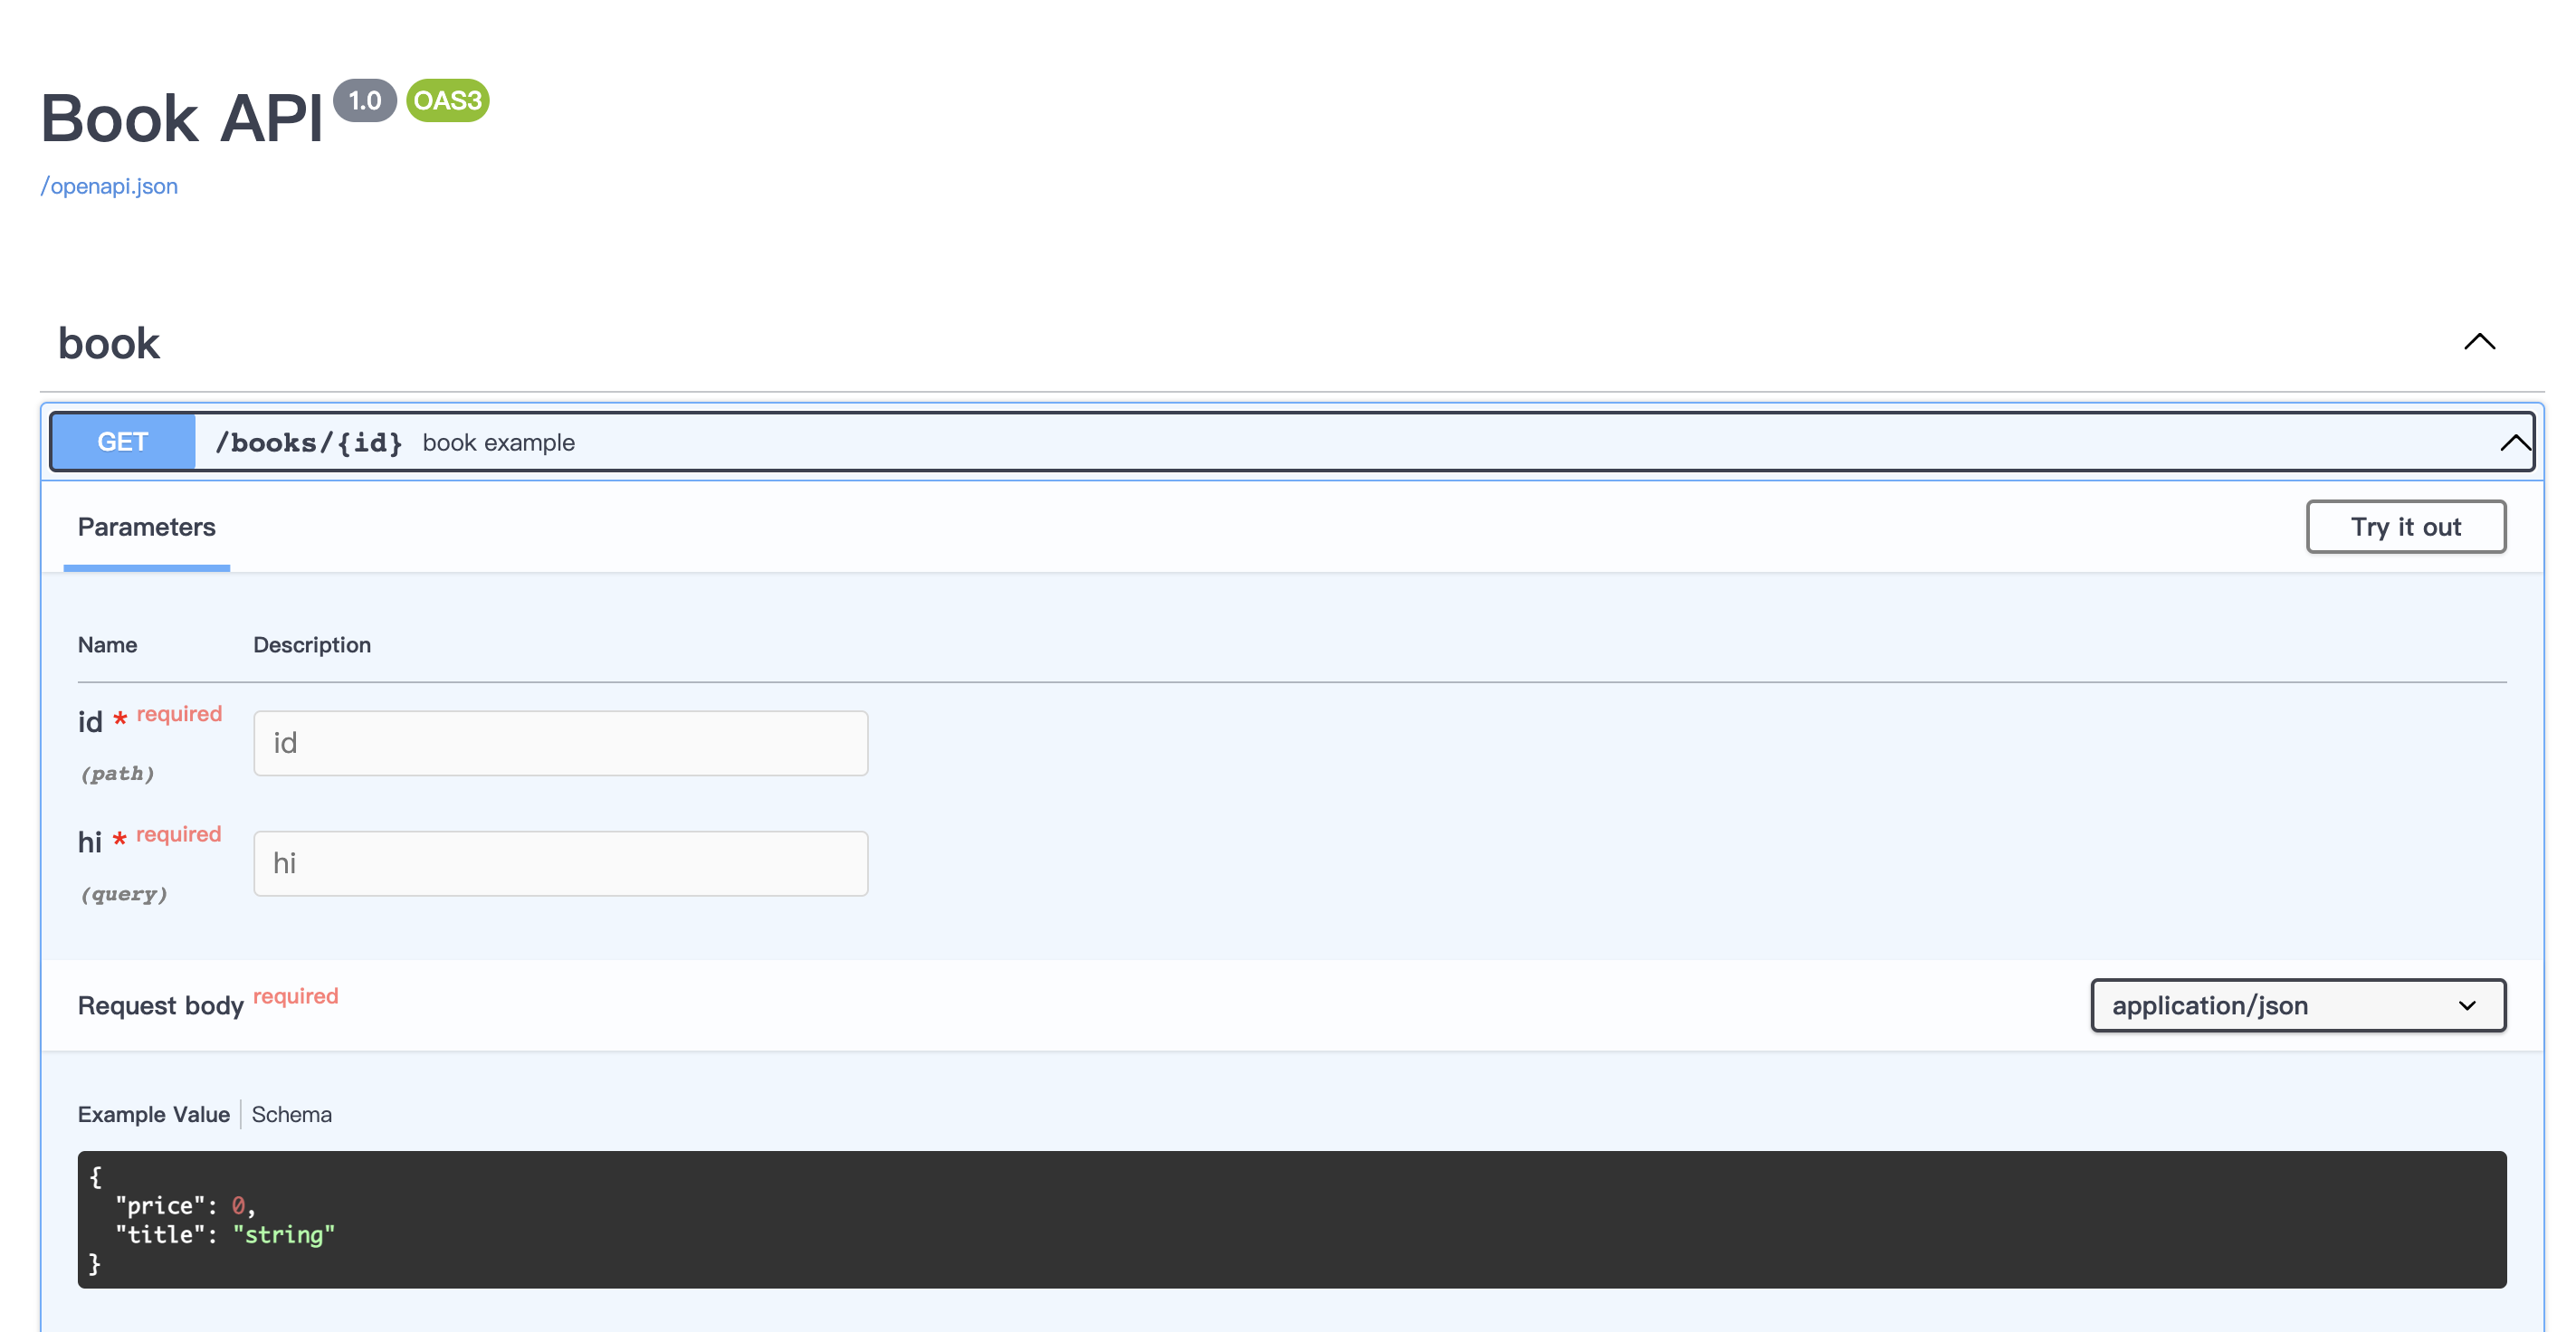 Book API 1.0 OAS3
/openapi.json
book
GET /books/{id} book example
Parameters Try it out
Name Description
id * required
id
(path)
hi * required
hi
(query)
Request body required application/json
Example Value Schema
{
  "price": 0,
  "title": "string"
}